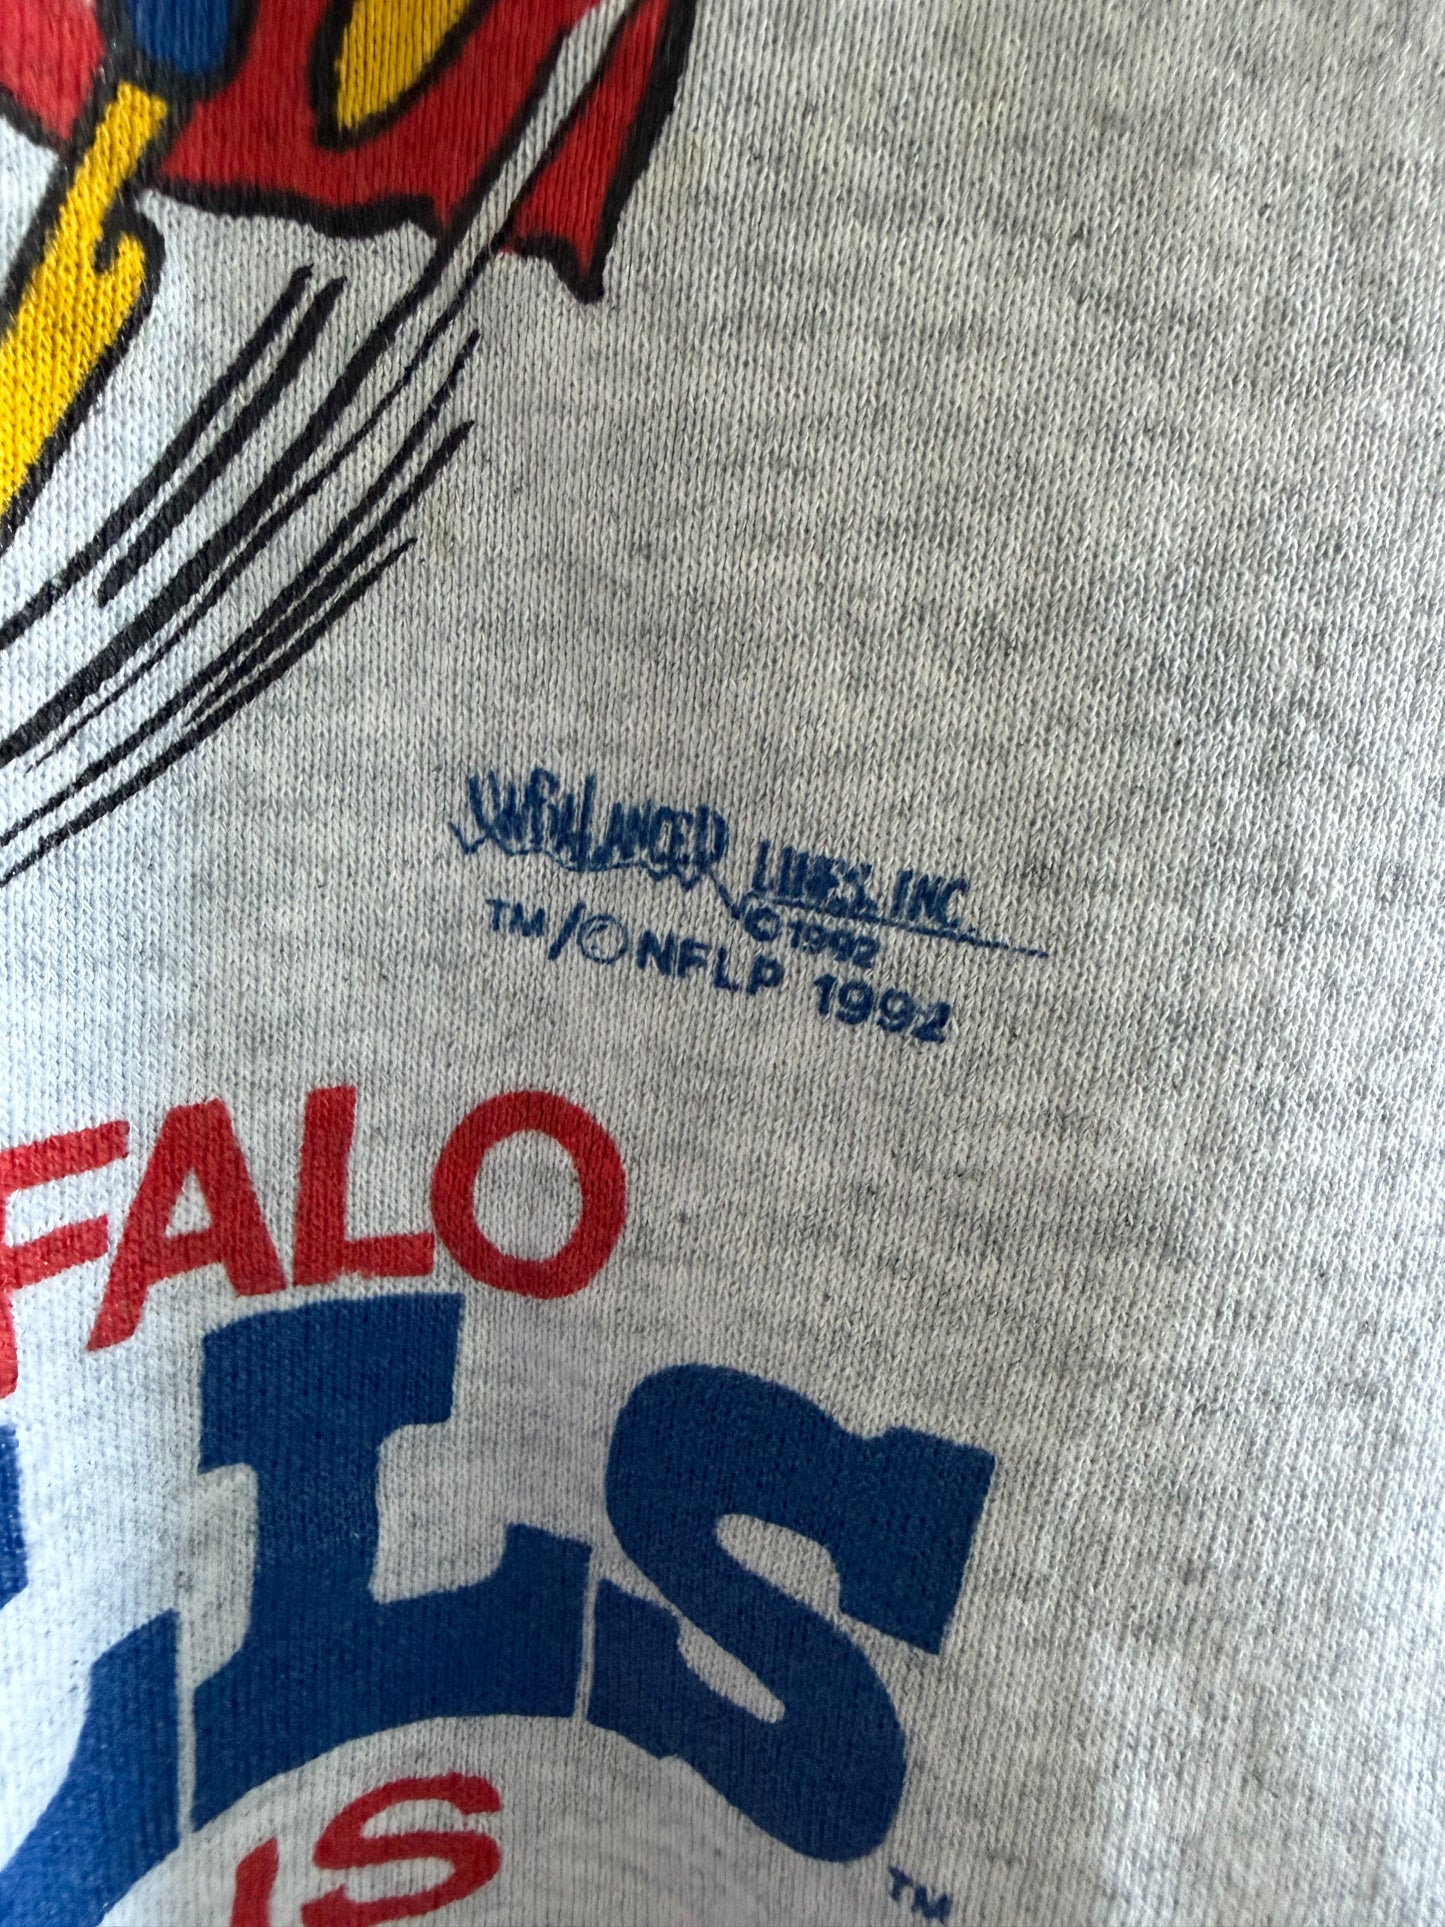 UNBALANCED LINES, INC.
©1992
TM/© NFLP 1992
FALO
LLS
IS
TM